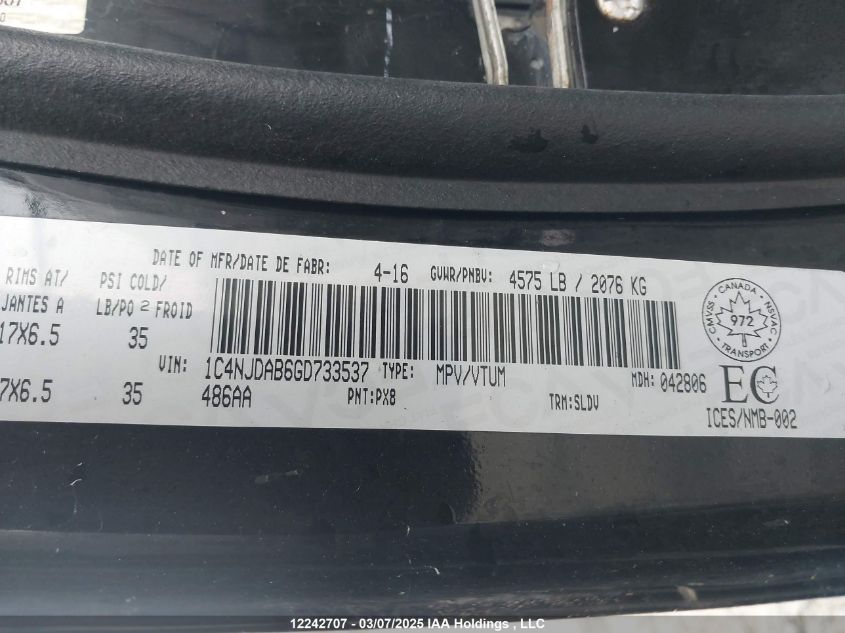 DATE OF MFR/DATE DE FABR: 4-16 GVWR/PNBV: 4575 LB / 2076 KG
RIMS AT/ PSI COLD/
JANTES A LB/PO 2 FROID
17X6.5 35
VIN: 1C4NJDAB6GD733537 TYPE: MPV/VTUM MDH: 042806
7X6.5 35 486AA PNT:PX8 TRM:SLDV
CMVSS CANADA NSVAC
972
TRANSPORT
EC
ICES/NMB-002
12242707 - 03/07/2025 IAA Holdings, LLC